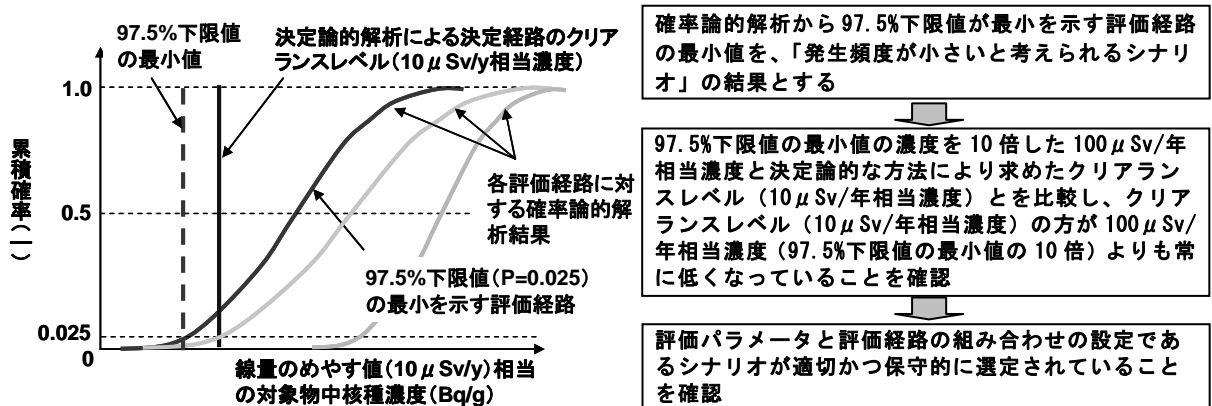 97.5%下限値
の最小値
決定論的解析による決定経路のクリア
ランスレベル(10μSv/y相当濃度)
1.0
0.5
0.025
0
累積確率(－)
各評価経路に対
する確率論的解
析結果
97.5%下限値(P=0.025)
の最小を示す評価経路
線量のめやす値(10μSv/y)相当
の対象物中核種濃度(Bq/g)
確率論的解析から97.5%下限値が最小を示す評価経路
の最小値を、「発生頻度が小さいと考えられるシナリ
オ」の結果とする
97.5%下限値の最小値の濃度を10倍した100μSv/年
相当濃度と決定論的な方法により求めたクリアラン
スレベル（10μSv/年相当濃度）とを比較し、クリア
ランスレベル（10μSv/年相当濃度）の方が100μSv/
年相当濃度（97.5%下限値の最小値の10倍）よりも常
に低くなっていることを確認
評価パラメータと評価経路の組み合わせの設定であ
るシナリオが適切かつ保守的に選定されていること
を確認